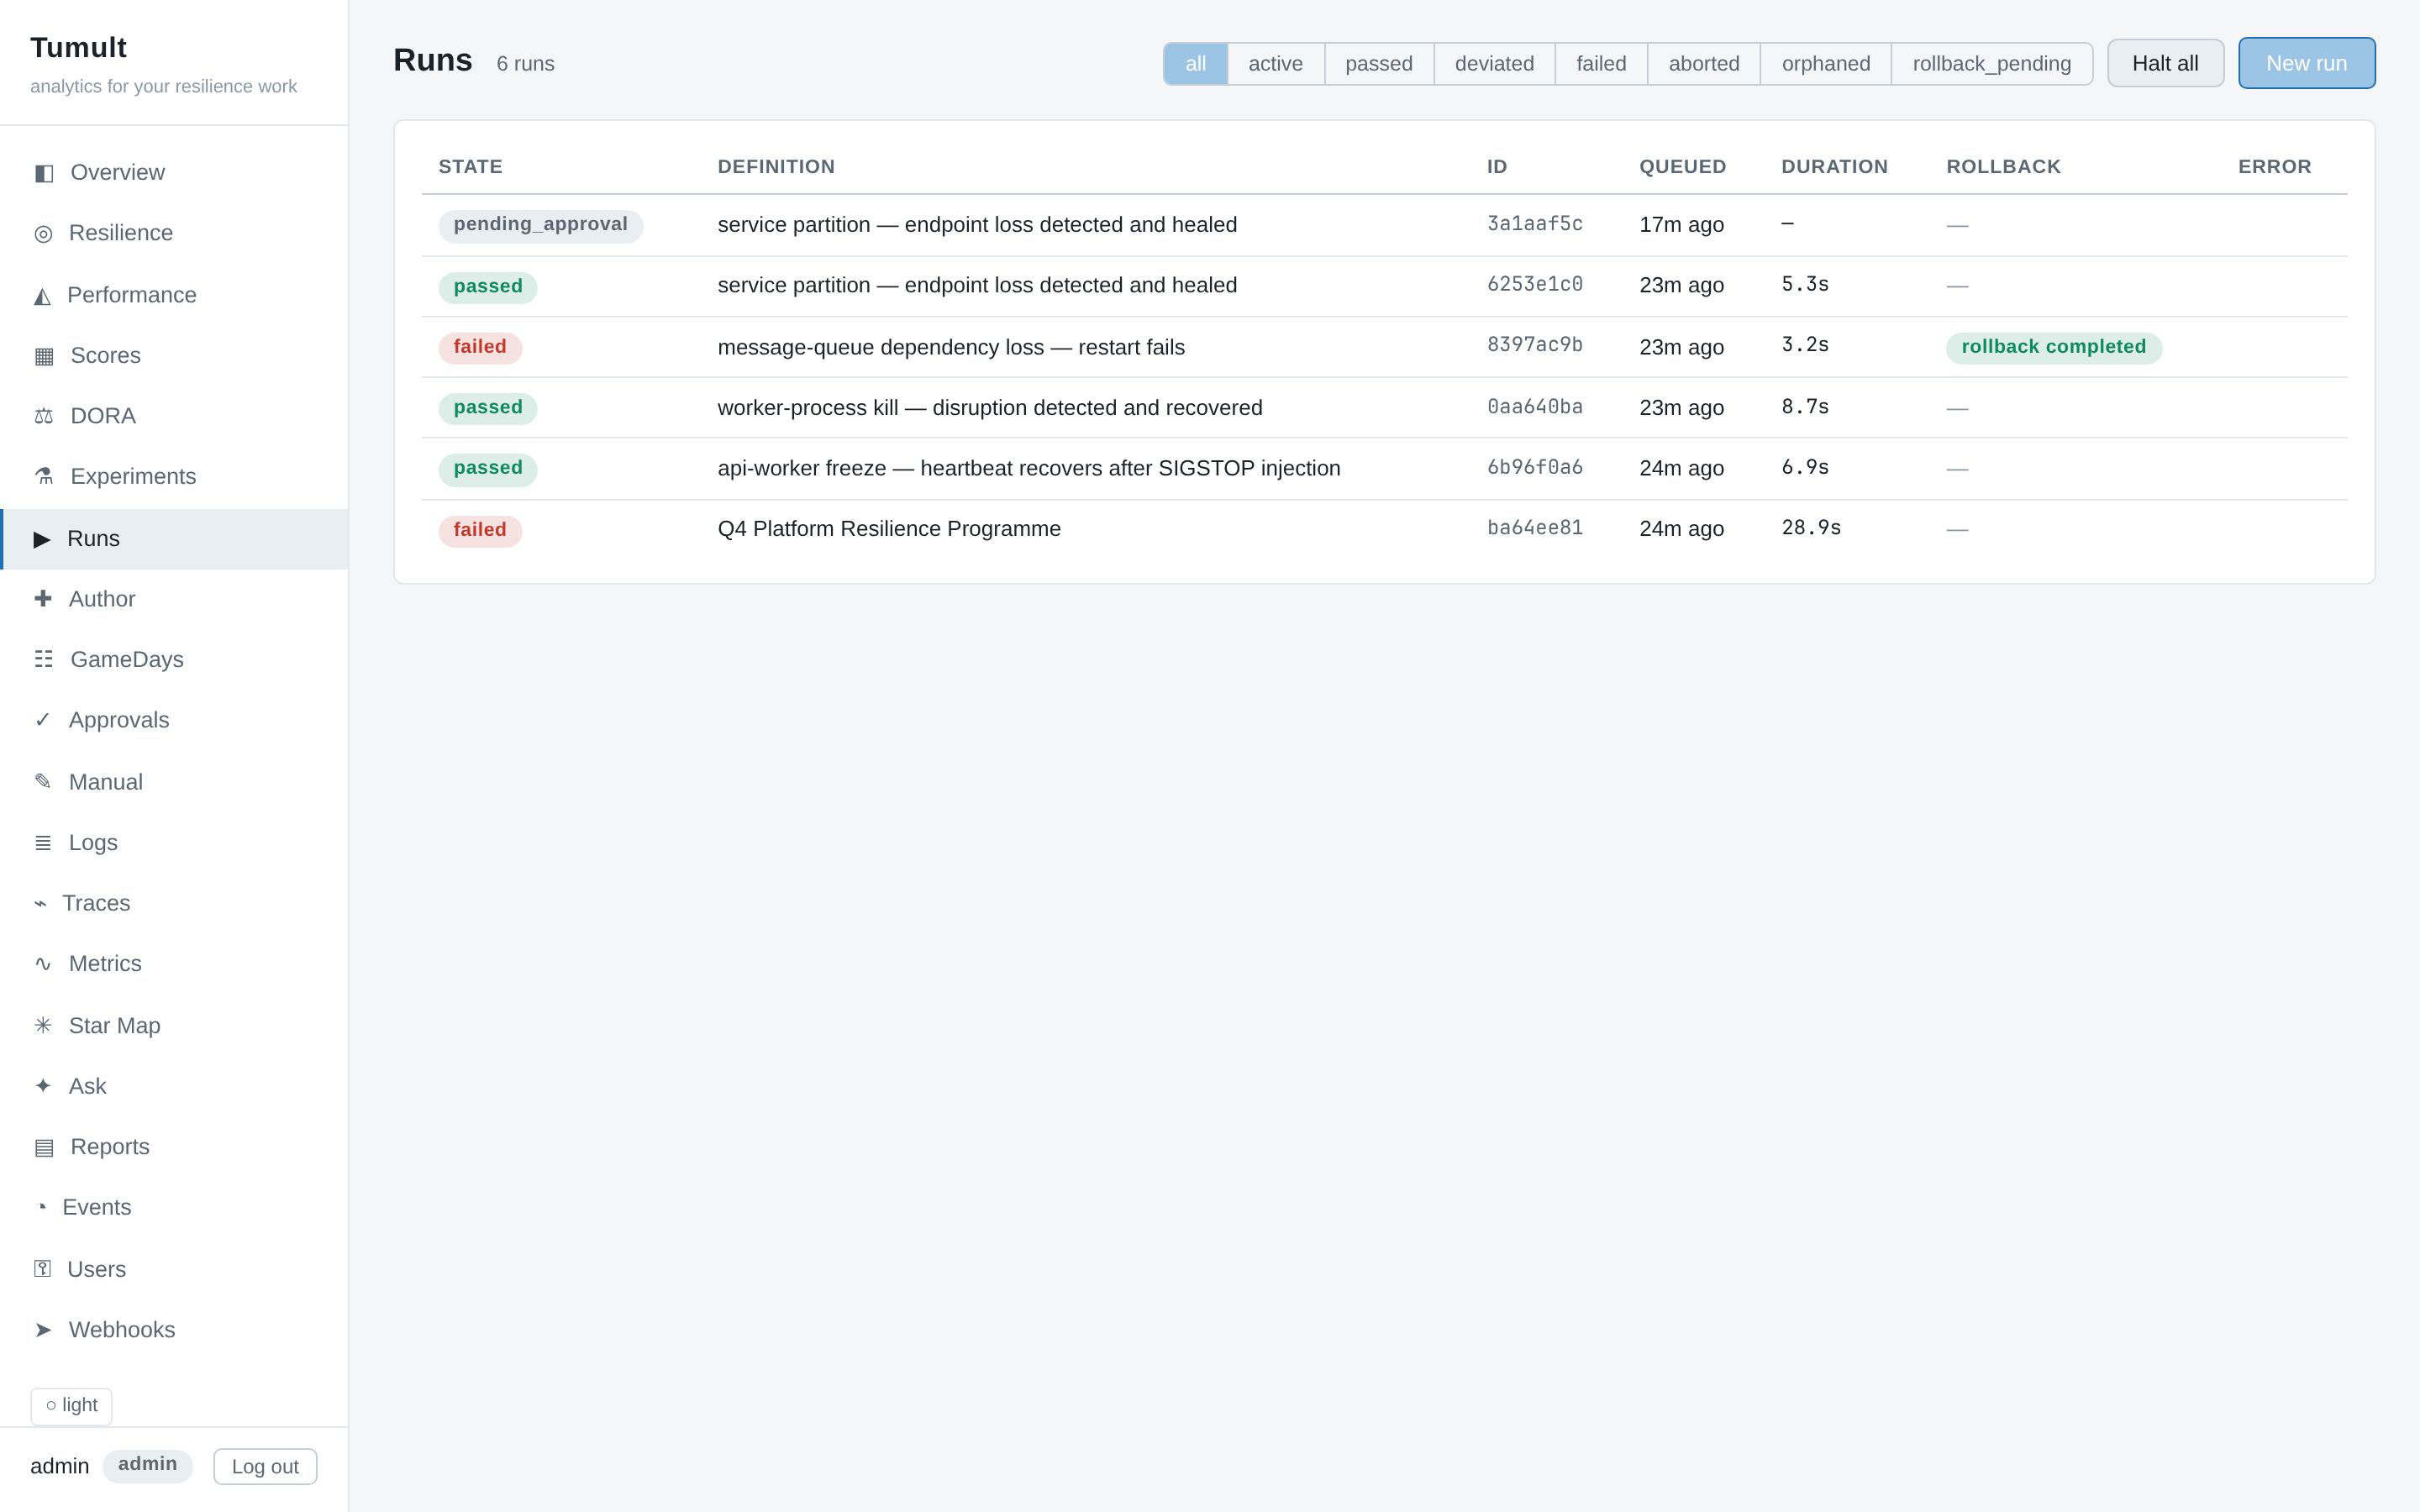 Tumult
analytics for your resilience work
◧ Overview
◎ Resilience
◭ Performance
▦ Scores
⚖ DORA
⚗ Experiments
▶ Runs
✚ Author
☷ GameDays
✓ Approvals
✎ Manual
≣ Logs
⌁ Traces
∿ Metrics
✳ Star Map
✦ Ask
▤ Reports
Events
⚿ Users
➤ Webhooks
○ light
admin admin Log out
Runs 6 runs
all active passed deviated failed aborted orphaned rollback_pending Halt all New run
STATE DEFINITION ID QUEUED DURATION ROLLBACK ERROR
pending_approval service partition — endpoint loss detected and healed 3a1aaf5c 17m ago — —
passed service partition — endpoint loss detected and healed 6253e1c0 23m ago 5.3s —
failed message-queue dependency loss — restart fails 8397ac9b 23m ago 3.2s rollback completed
passed worker-process kill — disruption detected and recovered 0aa640ba 23m ago 8.7s —
passed api-worker freeze — heartbeat recovers after SIGSTOP injection 6b96f0a6 24m ago 6.9s —
failed Q4 Platform Resilience Programme ba64ee81 24m ago 28.9s —